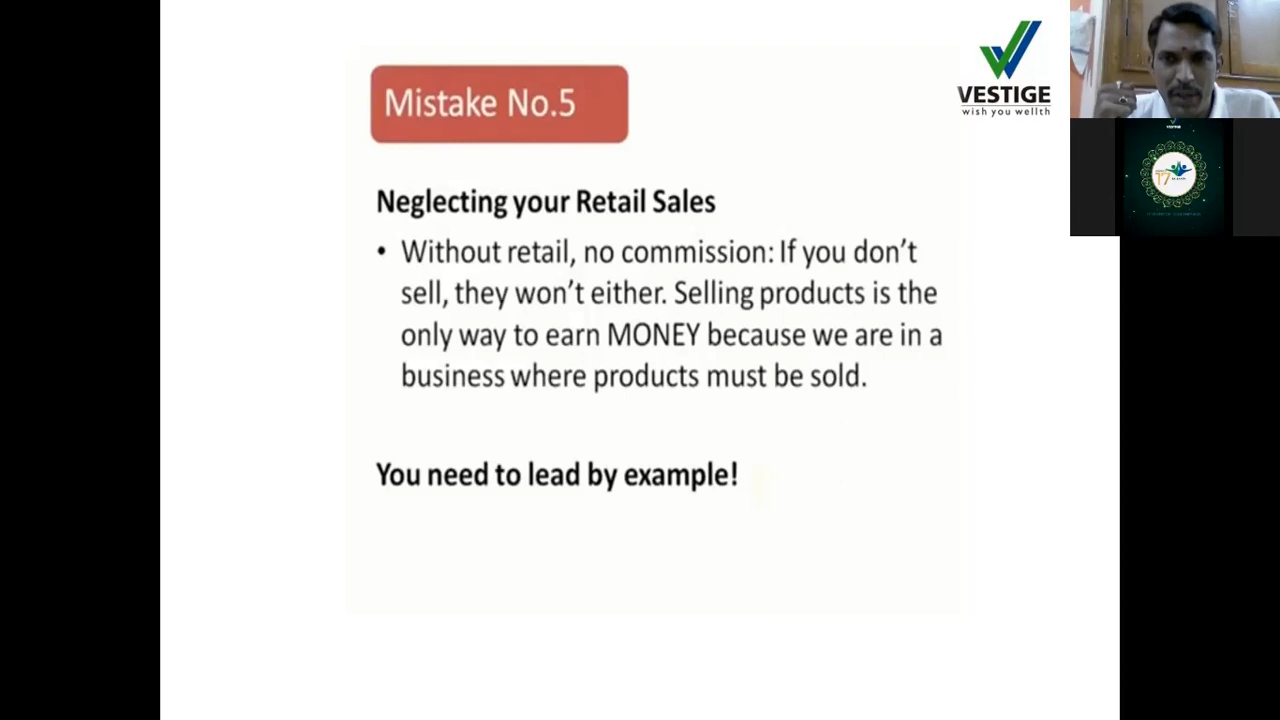 Mistake No.5
VESTIGE
wish you wellth
Neglecting your Retail Sales
• Without retail, no commission: If you don't
sell, they won't either. Selling products is the
only way to earn MONEY because we are in a
business where products must be sold.
You need to lead by example!
VESTIGE
17